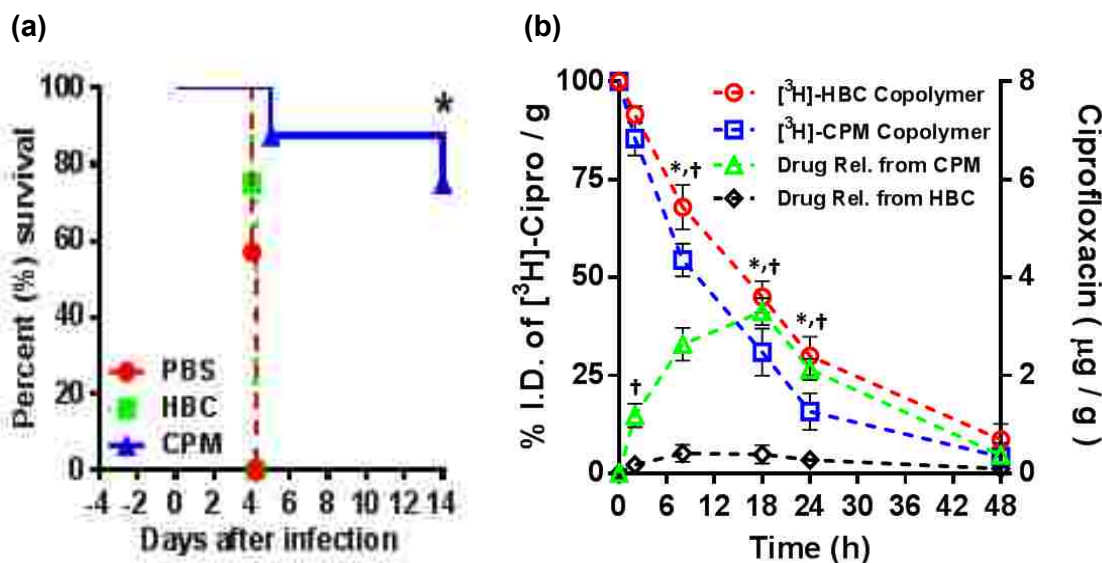 (a)
Percent (%) survival
100
80
60
40
20
0
*
PBS
HBC
CPM
-4 -2 0 2 4 6 8 10 12 14
Days after infection
(b)
% I.D. of [³H]-Cipro / g
100
75
50
25
0
[³H]-HBC Copolymer
[³H]-CPM Copolymer
Drug Rel. from CPM
Drug Rel. from HBC
†
*,†
*,†
*,†
8
6
4
2
0
Ciprofloxacin ( µg / g )
0 6 12 18 24 30 36 42 48
Time (h)